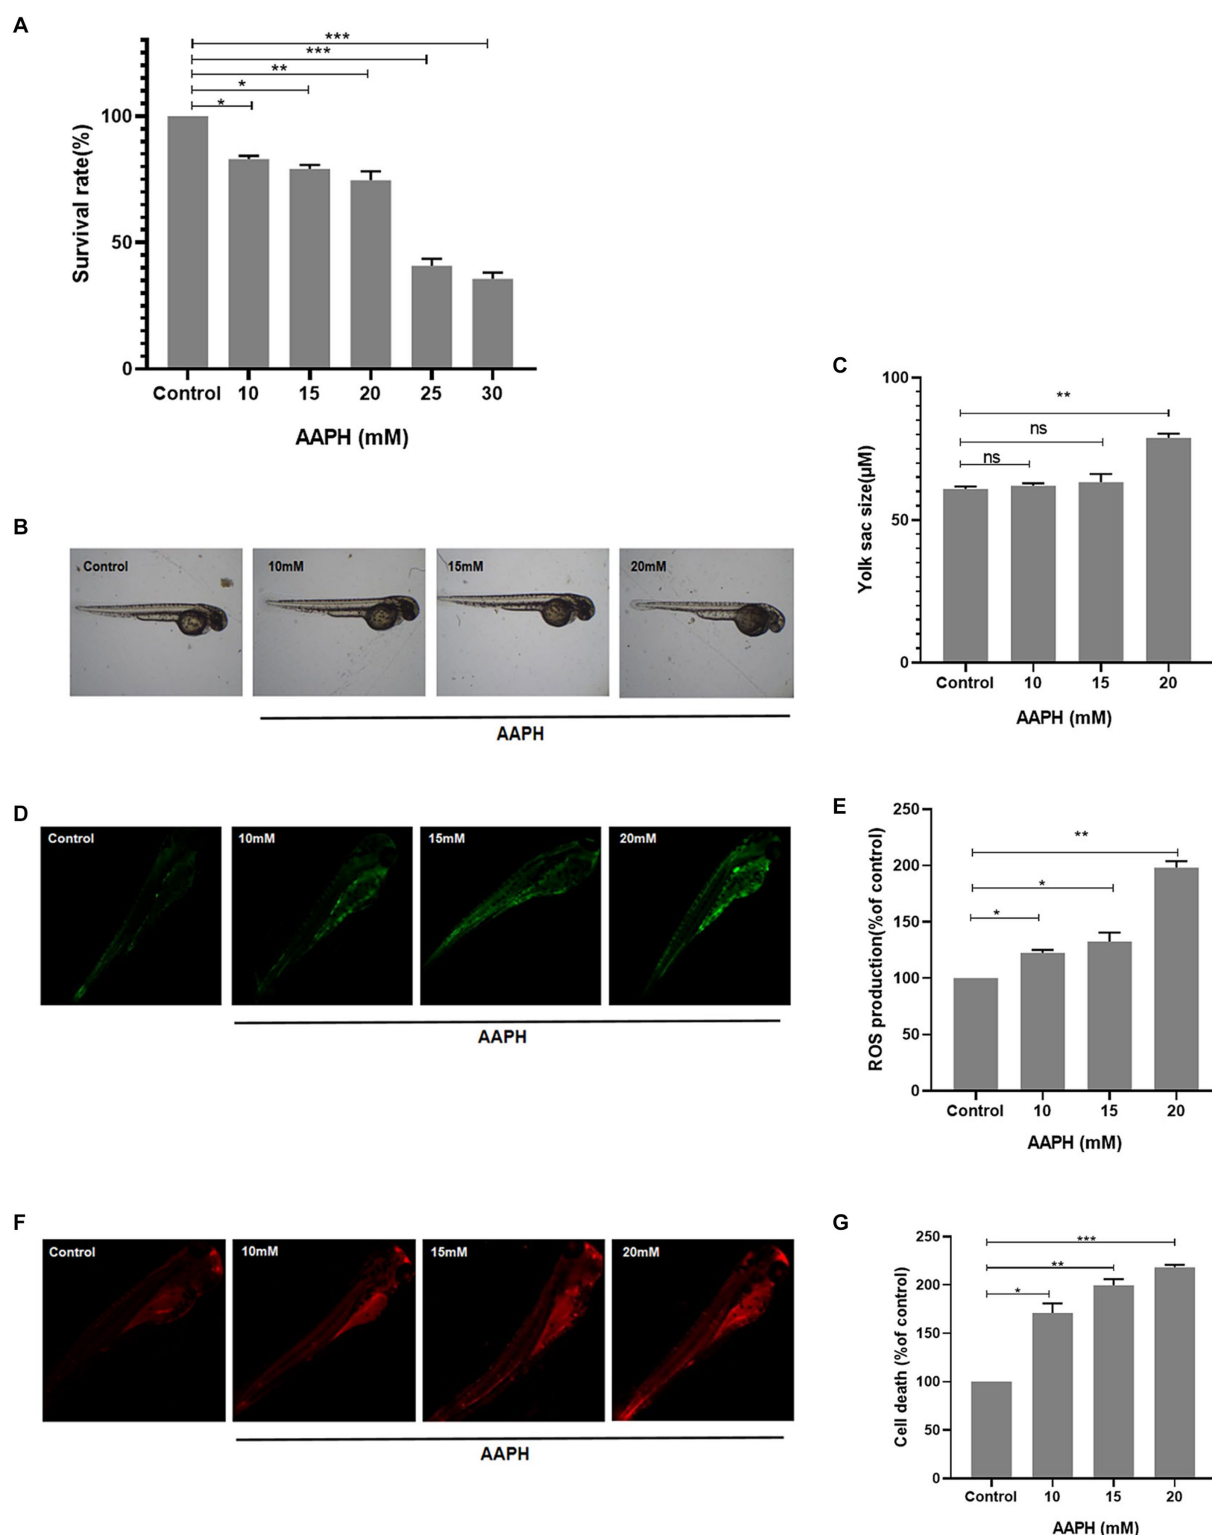 A
Survival rate(%)
100
50
0
***
***
**
*
*
Control 10 15 20 25 30
AAPH (mM)
B
Control
10mM
15mM
20mM
AAPH
C
Yolk sac size(µM)
100
50
0
**
ns
ns
Control 10 15 20
AAPH (mM)
D
Control
10mM
15mM
20mM
AAPH
E
ROS production(%of control)
250
200
150
100
50
0
**
*
*
Control 10 15 20
AAPH (mM)
F
Control
10mM
15mM
20mM
AAPH
G
Cell death (%of control)
250
200
150
100
50
0
***
**
*
Control 10 15 20
AAPH (mM)